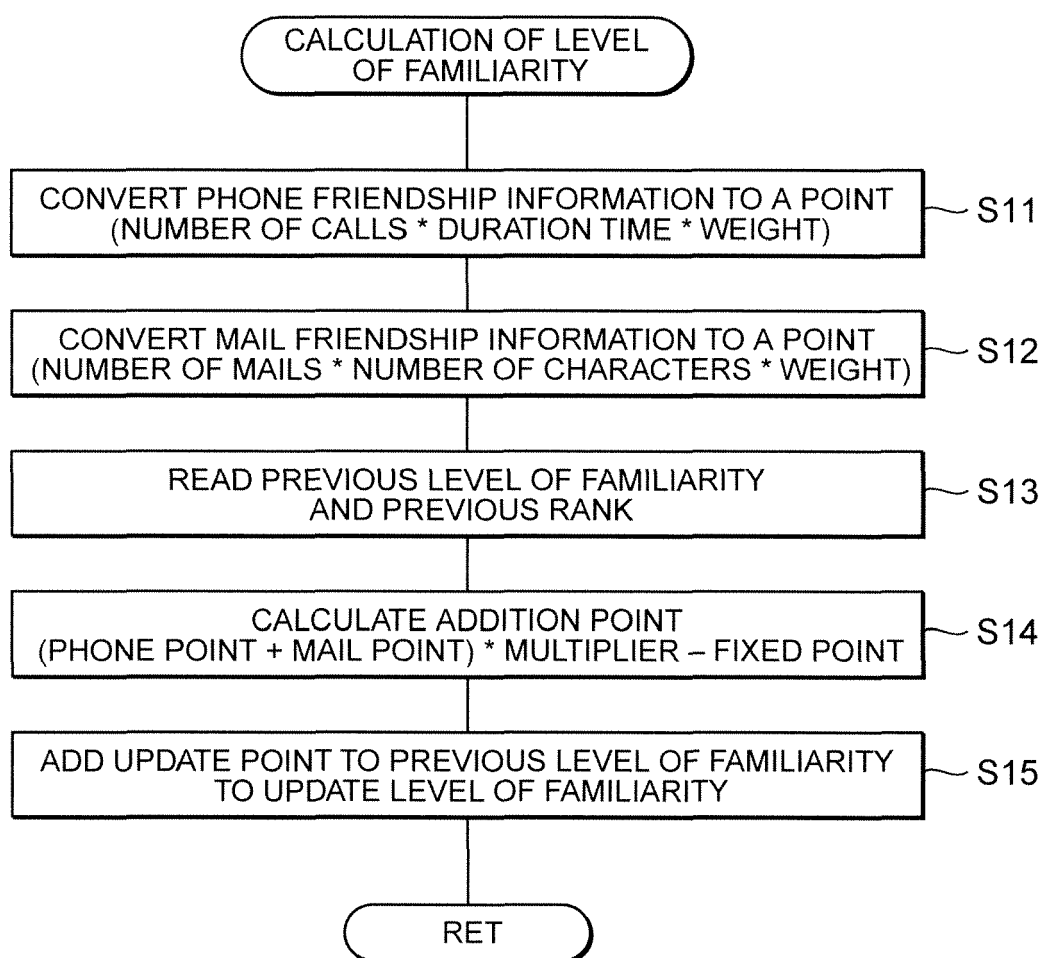 CALCULATION OF LEVEL
OF FAMILIARITY
CONVERT PHONE FRIENDSHIP INFORMATION TO A POINT
(NUMBER OF CALLS * DURATION TIME * WEIGHT)
S11
CONVERT MAIL FRIENDSHIP INFORMATION TO A POINT
(NUMBER OF MAILS * NUMBER OF CHARACTERS * WEIGHT)
S12
READ PREVIOUS LEVEL OF FAMILIARITY
AND PREVIOUS RANK
S13
CALCULATE ADDITION POINT
(PHONE POINT + MAIL POINT) * MULTIPLIER – FIXED POINT
S14
ADD UPDATE POINT TO PREVIOUS LEVEL OF FAMILIARITY
TO UPDATE LEVEL OF FAMILIARITY
S15
RET